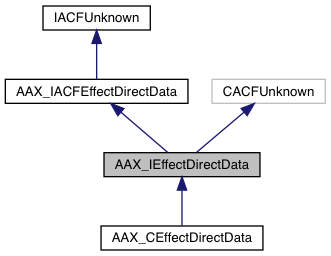 IACFUnknown
AAX_IACFEffectDirectData
CACFUnknown
AAX_IEffectDirectData
AAX_CEffectDirectData